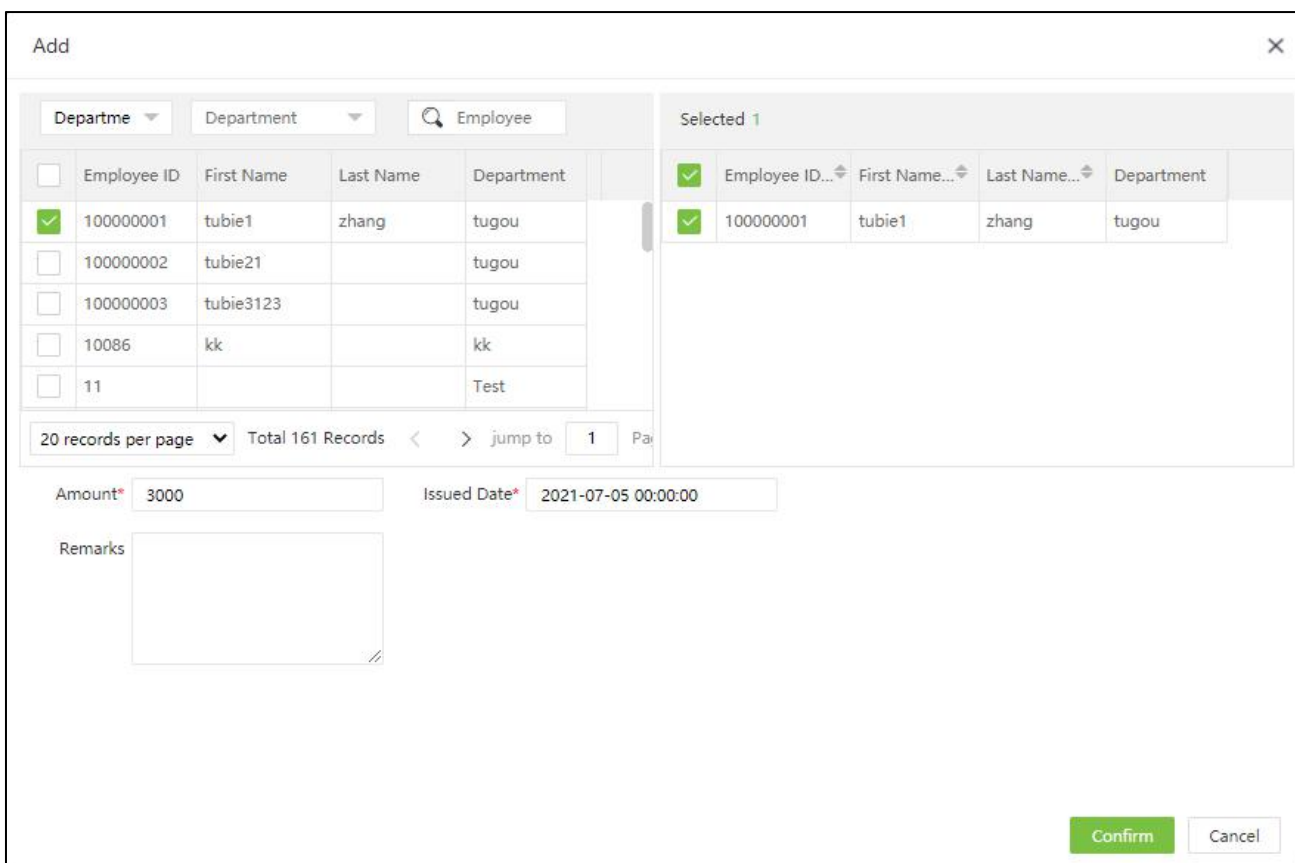 Add
Departme Department Employee
Selected 1
Employee ID First Name Last Name Department
Employee ID... First Name... Last Name... Department
100000001 tubie1 zhang tugou
100000001 tubie1 zhang tugou
100000002 tubie21 tugou
100000003 tubie3123 tugou
10086 kk kk
11 Test
20 records per page Total 161 Records < > jump to 1 Pa
Amount* 3000 Issued Date* 2021-07-05 00:00:00
Remarks
Confirm Cancel